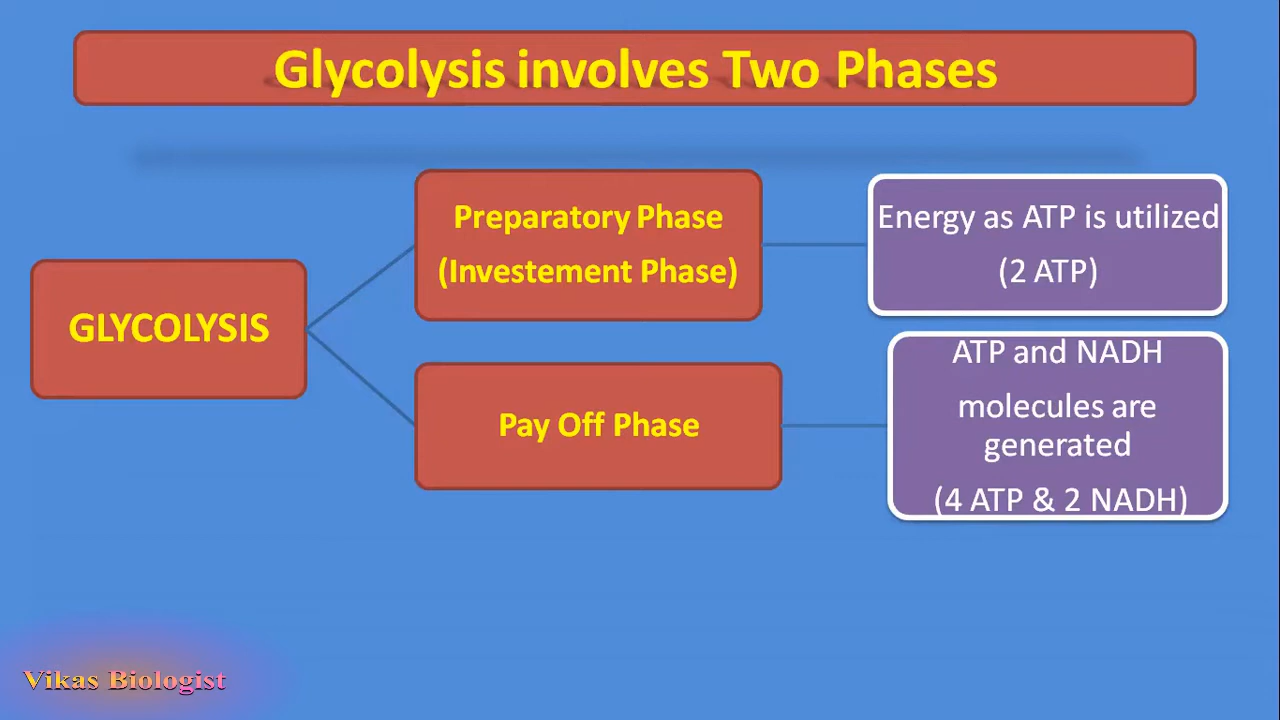 Glycolysis involves Two Phases
GLYCOLYSIS
Preparatory Phase
(Investement Phase)
Energy as ATP is utilized
(2 ATP)
Pay Off Phase
ATP and NADH
molecules are
generated
(4 ATP & 2 NADH)
Vikas Biologist